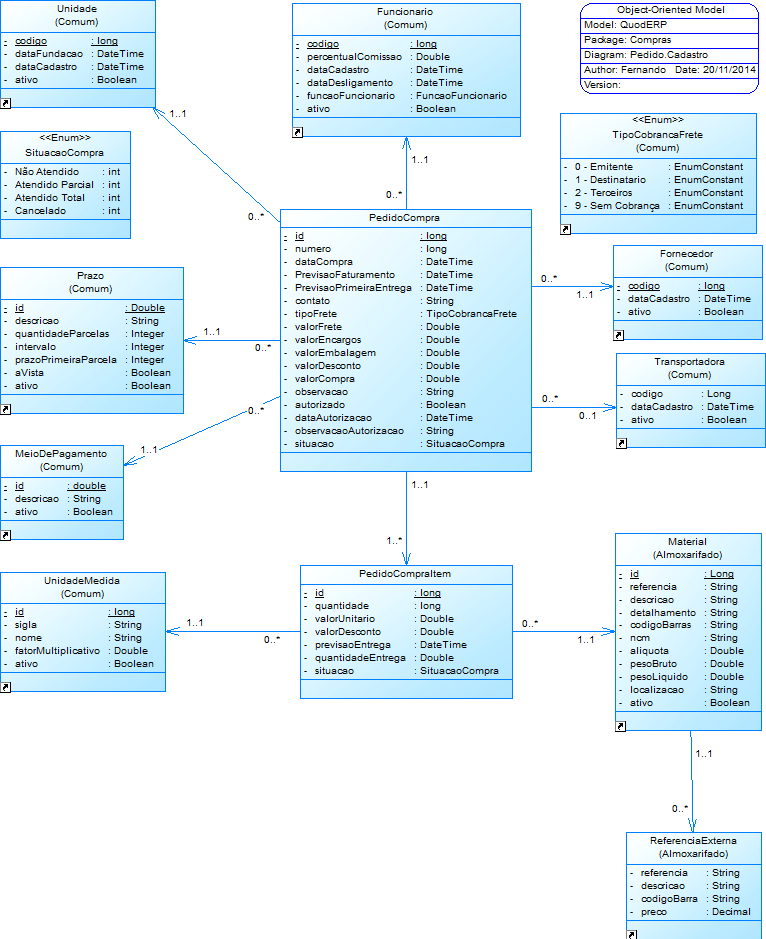 Unidade
(Comum)
- codigo : long
- dataFundacao : DateTime
- dataCadastro : DateTime
- ativo : Boolean
Funcionario
(Comum)
- codigo : long
- percentualComissao : Double
- dataCadastro : DateTime
- dataDesligamento : DateTime
- funcaoFuncionario : FuncaoFuncionario
- ativo : Boolean
Object-Oriented Model
Model: QuodERP
Package: Compras
Diagram: Pedido.Cadastro
Author: Fernando Date: 20/11/2014
Version:
<<Enum>>
SituacaoCompra
- Não Atendido : int
- Atendido Parcial : int
- Atendido Total : int
- Cancelado : int
<<Enum>>
TipoCobrancaFrete
(Comum)
- 0 - Emitente : EnumConstant
- 1 - Destinatario : EnumConstant
- 2 - Terceiros : EnumConstant
- 9 - Sem Cobrança : EnumConstant
1..1
0..*
1..1
0..*
PedidoCompra
- id : long
- numero : long
- dataCompra : DateTime
- PrevisaoFaturamento : DateTime
- PrevisaoPrimeiraEntrega : DateTime
- contato : String
- tipoFrete : TipoCobrancaFrete
- valorFrete : Double
- valorEncargos : Double
- valorEmbalagem : Double
- valorDesconto : Double
- valorCompra : Double
- observacao : String
- autorizado : Boolean
- dataAutorizacao : DateTime
- observacaoAutorizacao : String
- situacao : SituacaoCompra
Fornecedor
(Comum)
- codigo : long
- dataCadastro : DateTime
- ativo : Boolean
0..*
1..1
Prazo
(Comum)
- id : Double
- descricao : String
- quantidadeParcelas : Integer
- intervalo : Integer
- prazoPrimeiraParcela : Integer
- aVista : Boolean
- ativo : Boolean
1..1
0..*
Transportadora
(Comum)
- codigo : Long
- dataCadastro : DateTime
- ativo : Boolean
0..*
0..1
MeioDePagamento
(Comum)
- id : double
- descricao : String
- ativo : Boolean
0..*
1..1
1..1
1..*
UnidadeMedida
(Comum)
- id : long
- sigla : String
- nome : String
- fatorMultiplicativo : Double
- ativo : Boolean
1..1
0..*
PedidoCompraItem
- id : long
- quantidade : long
- valorUnitario : Double
- valorDesconto : Double
- previsaoEntrega : DateTime
- quantidadeEntrega : Double
- situacao : SituacaoCompra
0..*
1..1
Material
(Almoxarifado)
- id : Long
- referencia : String
- descricao : String
- detalhamento : String
- codigoBarras : String
- ncm : String
- aliquota : Double
- pesoBruto : Double
- pesoLiquido : Double
- localizacao : String
- ativo : Boolean
1..1
0..*
ReferenciaExterna
(Almoxarifado)
- referencia : String
- descricao : String
- codigoBarra : String
- preco : Decimal